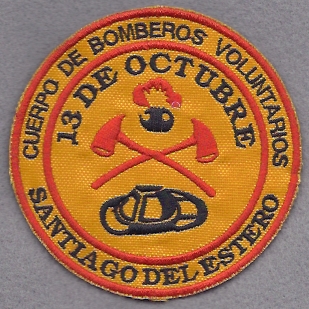 CUERPO DE BOMBEROS VOLUNTARIOS
13 DE OCTUBRE
SANTIAGO DEL ESTERO